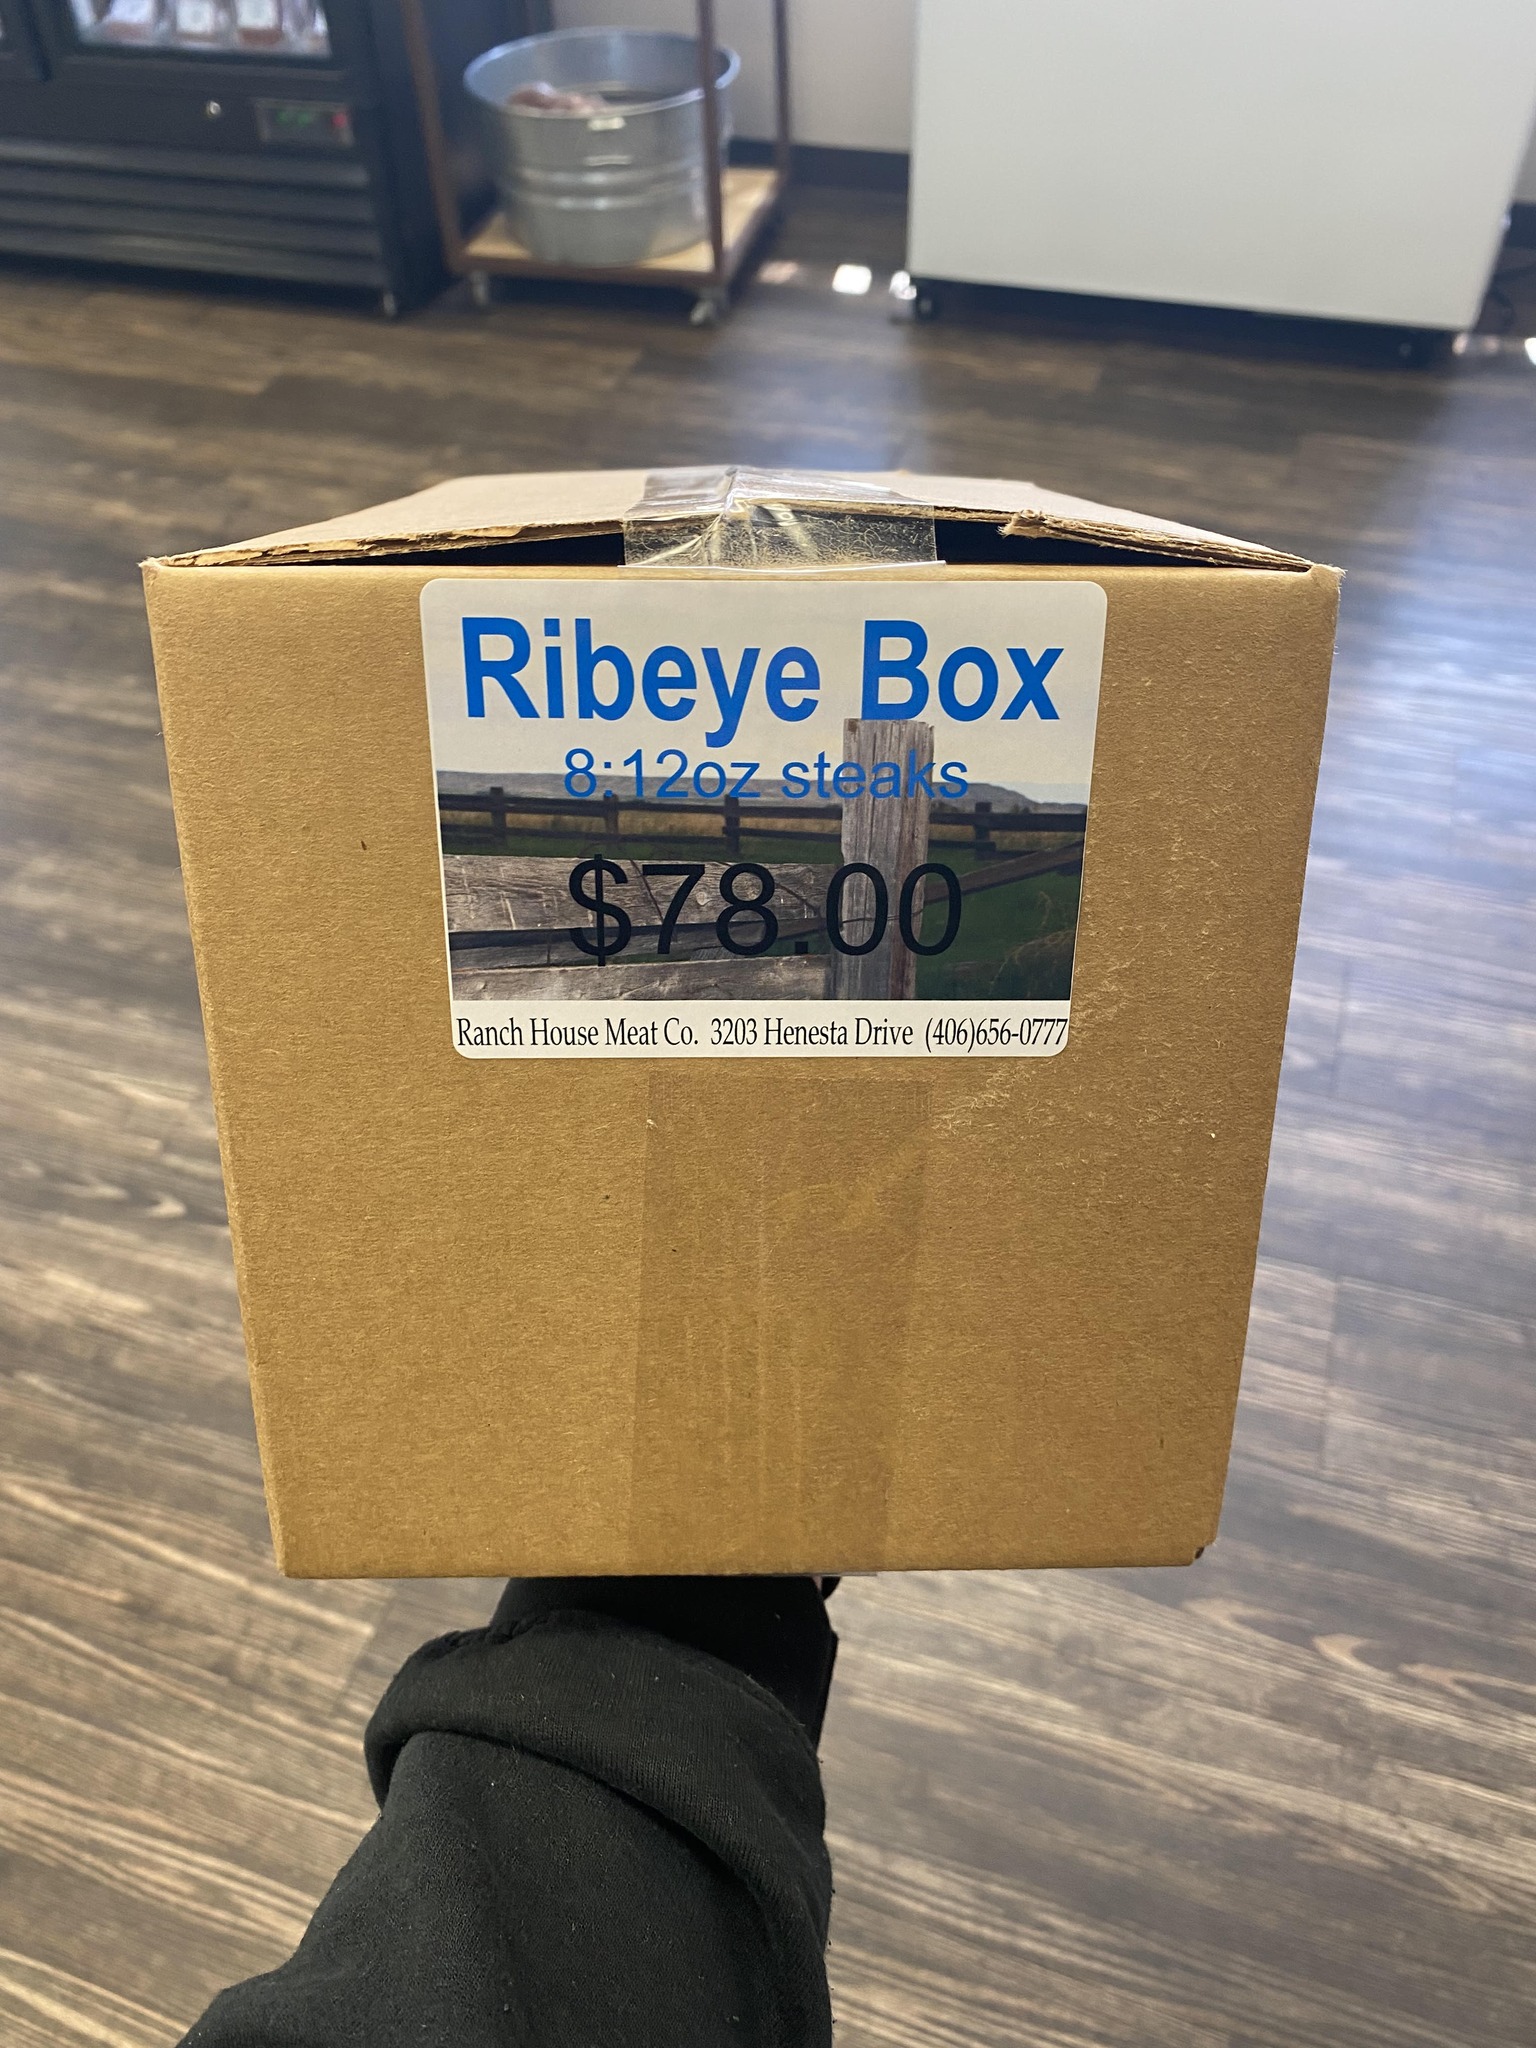 Ribeye Box
8:12oz steaks
$78.00
Ranch House Meat Co. 3203 Henesta Drive (406)656-0777